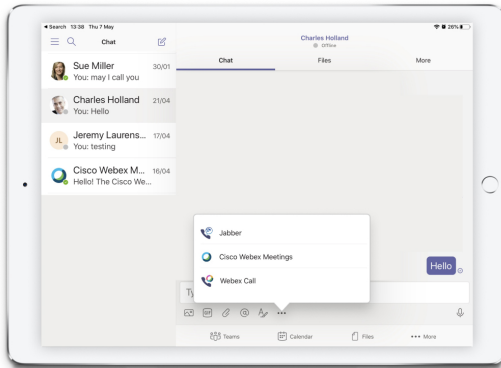 Search 13:38 Thu 7 May
26%
Chat
Charles Holland
Offline
Chat Files More
Sue Miller 30/01
You: may I call you
Charles Holland 21/04
You: Hello
JL
Jeremy Laurens... 17/04
You: testing
Cisco Webex M... 16/04
Hello! The Cisco We...
Jabber
Cisco Webex Meetings
Webex Call
Hello
Ty
GIF
Teams Calendar Files More